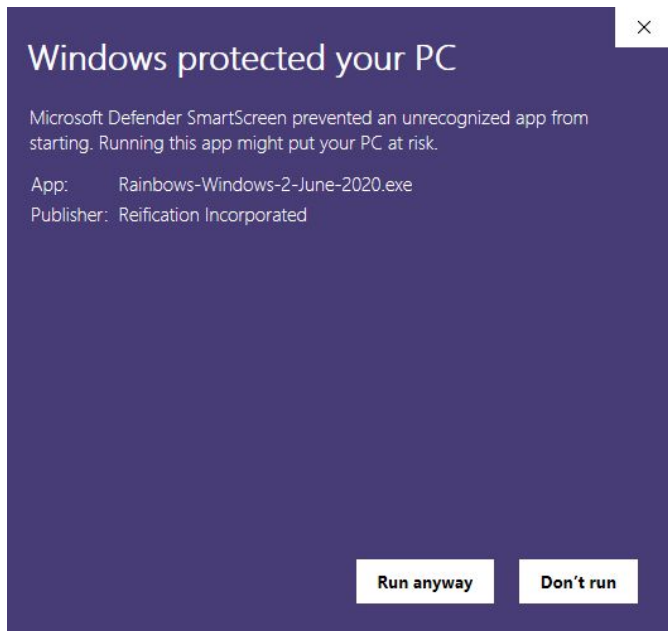 Windows protected your PC
Microsoft Defender SmartScreen prevented an unrecognized app from
starting. Running this app might put your PC at risk.
App: Rainbows-Windows-2-June-2020.exe
Publisher: Reification Incorporated
Run anyway Don't run